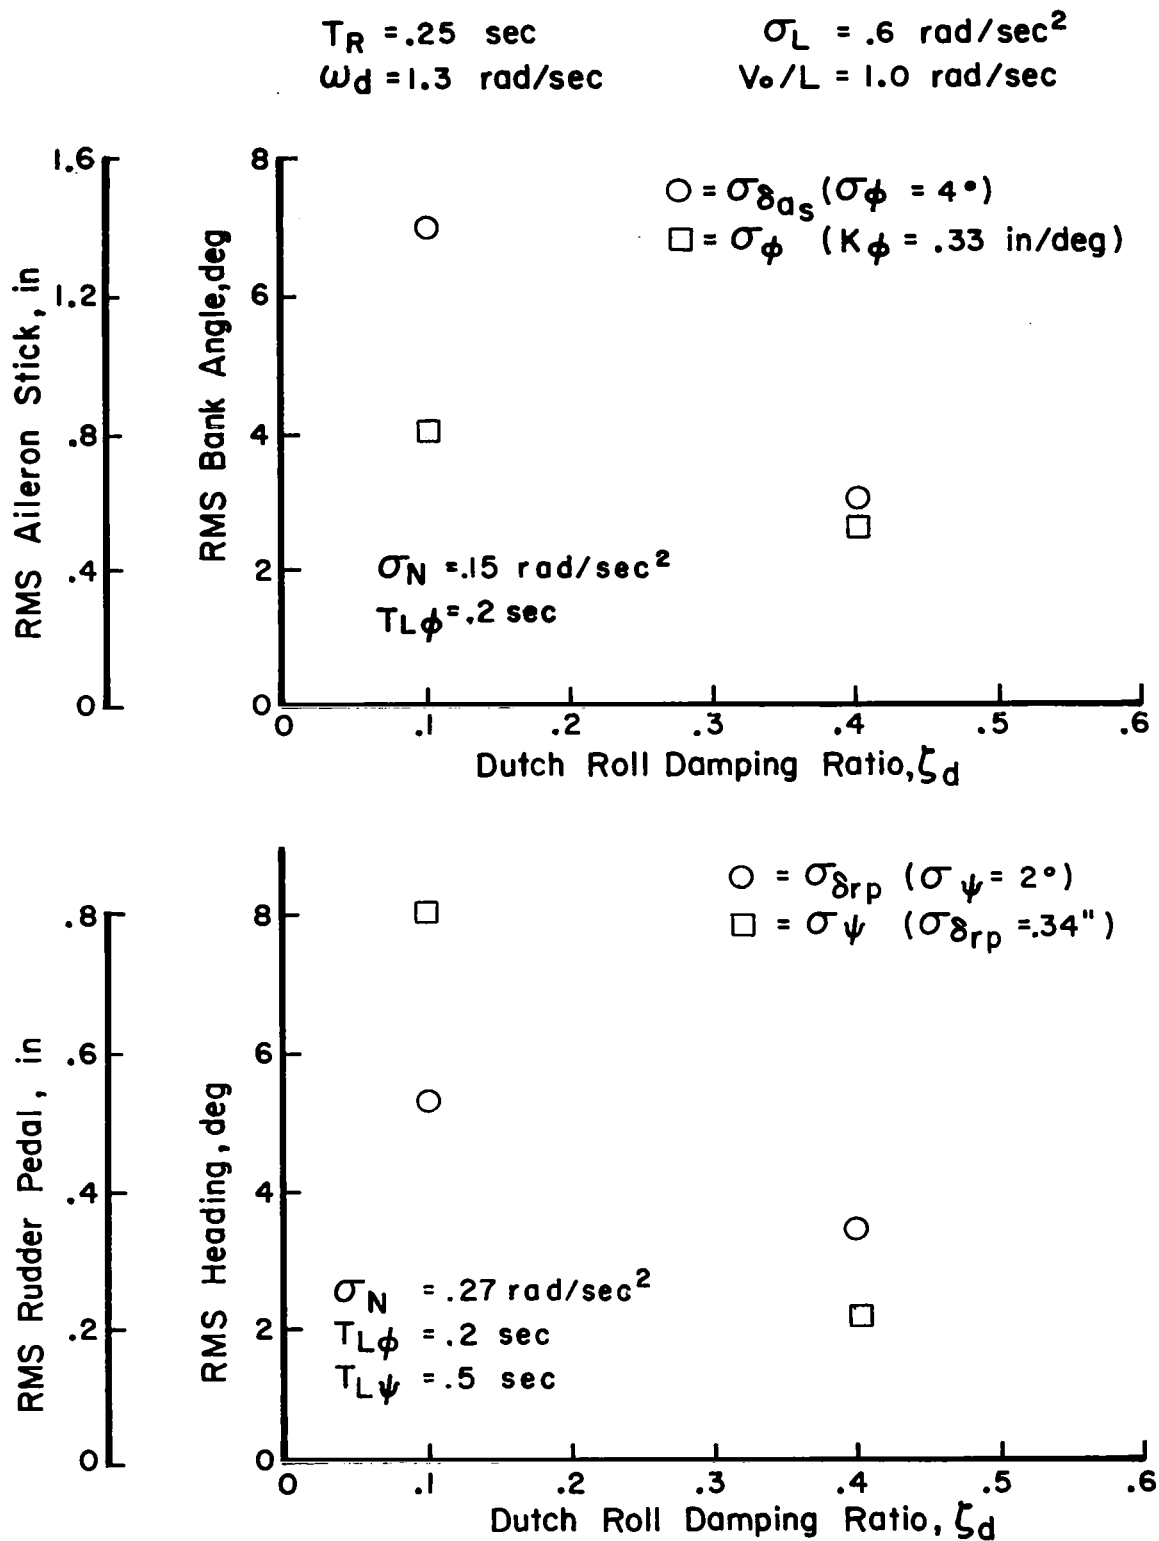 T_R = .25 sec
σ_L = .6 rad/sec²
ω_d = 1.3 rad/sec
V₀/L = 1.0 rad/sec
RMS Aileron Stick, in
1.6
1.2
.8
.4
0
RMS Bank Angle, deg
8
6
4
2
0
○ = σ_δas (σ_ϕ = 4°)
□ = σ_ϕ (K_ϕ = .33 in/deg)
σ_N = .15 rad/sec²
T_Lϕ = .2 sec
0 .1 .2 .3 .4 .5 .6
Dutch Roll Damping Ratio, ζ_d
RMS Rudder Pedal, in
.8
.6
.4
.2
0
RMS Heading, deg
8
6
4
2
0
○ = σ_δrp (σ_ψ = 2°)
□ = σ_ψ (σ_δrp = .34")
σ_N = .27 rad/sec²
T_Lϕ = .2 sec
T_Lψ = .5 sec
0 .1 .2 .3 .4 .5 .6
Dutch Roll Damping Ratio, ζ_d